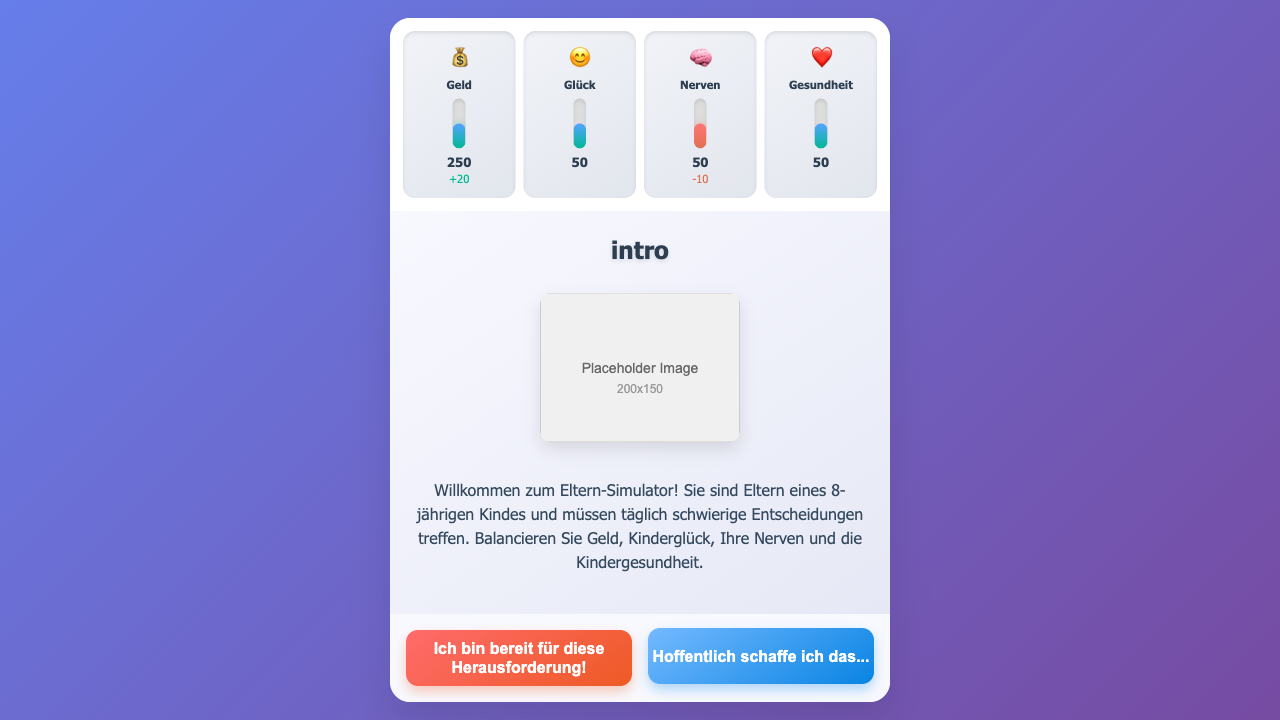 Geld
Glück
Nerven
Gesundheit
250
50
50
50
+20
-10
intro
Placeholder Image
200x150
Willkommen zum Eltern-Simulator! Sie sind Eltern eines 8-
jährigen Kindes und müssen täglich schwierige Entscheidungen
treffen. Balancieren Sie Geld, Kinderglück, Ihre Nerven und die
Kindergesundheit.
Ich bin bereit für diese
Herausforderung!
Hoffentlich schaffe ich das...